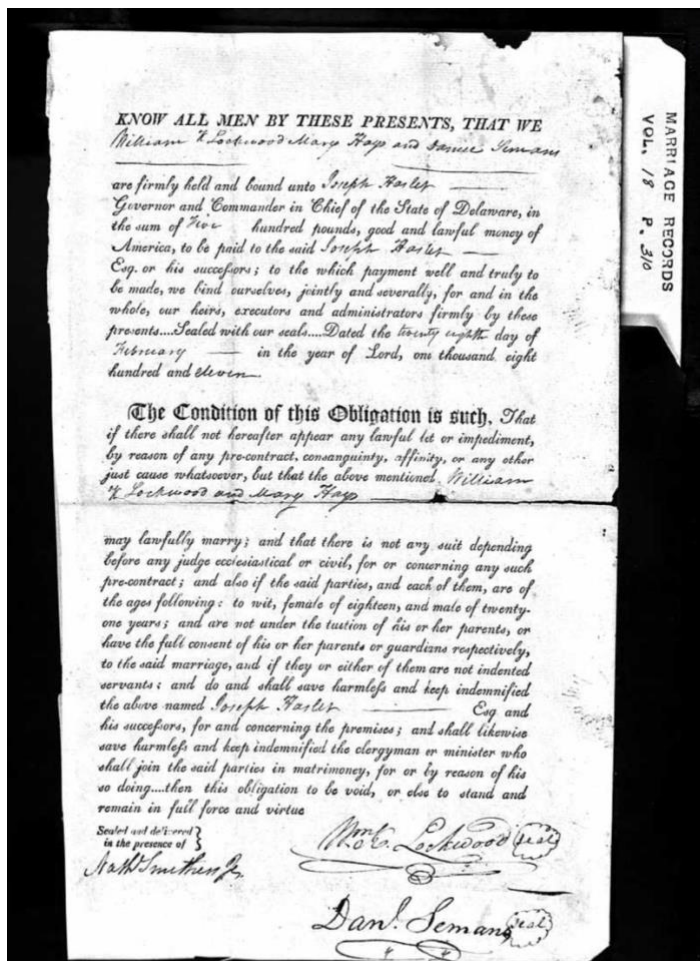 KNOW ALL MEN BY THESE PRESENTS, THAT WE
William K Lockwood Mary Hays and Daniel Semans
are firmly held and bound unto Joseph Haslet
Governor and Commander in Chief of the State of Delaware, in
the sum of Five hundred pounds, good and lawful money of
America, to be paid to the said Joseph Haslet
Esq. or his successors; to the which payment well and truly to
be made, we bind ourselves, jointly and severally, for and in the
whole, our heirs, executors and administrators firmly by these
presents....Sealed with our seals....Dated the twenty eighth day of
February in the year of Lord, one thousand eight
hundred and eleven
The Condition of this Obligation is such, That
if there shall not hereafter appear any lawful let or impediment,
by reason of any pre-contract, consanguinty, affinity, or any other
just cause whatsoever, but that the above mentioned William
K Lockwood and Mary Hays
may lawfully marry; and that there is not any suit depending
before any judge ecclesiastical or civil, for or concerning any such
pre-contract; and also if the said parties, and each of them, are of
the ages following: to wit, female of eighteen, and male of twenty-
one years; and are not under the tuction of his or her parents, or
have the full consent of his or her parents or guardians respectively,
to the said marriage, and if they or either of them are not indented
servants: and do and shall save harmleſs and keep indemnified
the above named Joseph Haslet Esq and
his succeſsors, for and concerning the premises; and shall likewise
save harmleſs and keep indemnified the clergyman or minister who
shall join the said parties in matrimoney, for or by reason of his
so doing....then this obligation to be void, or else to stand and
remain in full force and virtue
Sealed and delivered }
in the presence of }
Nath Smithers Jr
Wm K. Lockwood seal
Danl. Semans seal
MARRIAGE RECORDS
VOL. 18 P. 310